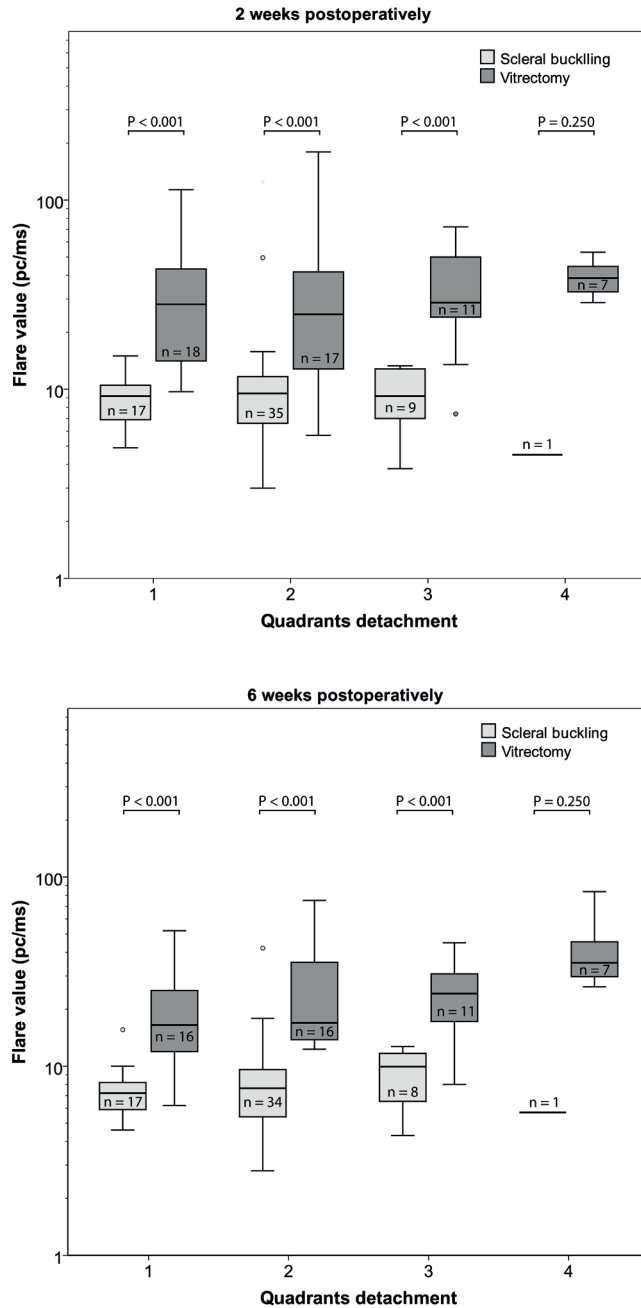 2 weeks postoperatively
Scleral bucklling
Vitrectomy
P < 0.001
P < 0.001
P < 0.001
P = 0.250
Flare value (pc/ms)
100
10
1
n = 17
n = 18
n = 35
n = 17
n = 9
n = 11
n = 1
n = 7
1 2 3 4
Quadrants detachment
6 weeks postoperatively
Scleral buckling
Vitrectomy
P < 0.001
P < 0.001
P < 0.001
P = 0.250
Flare value (pc/ms)
100
10
1
n = 17
n = 16
n = 34
n = 16
n = 8
n = 11
n = 1
n = 7
1 2 3 4
Quadrants detachment